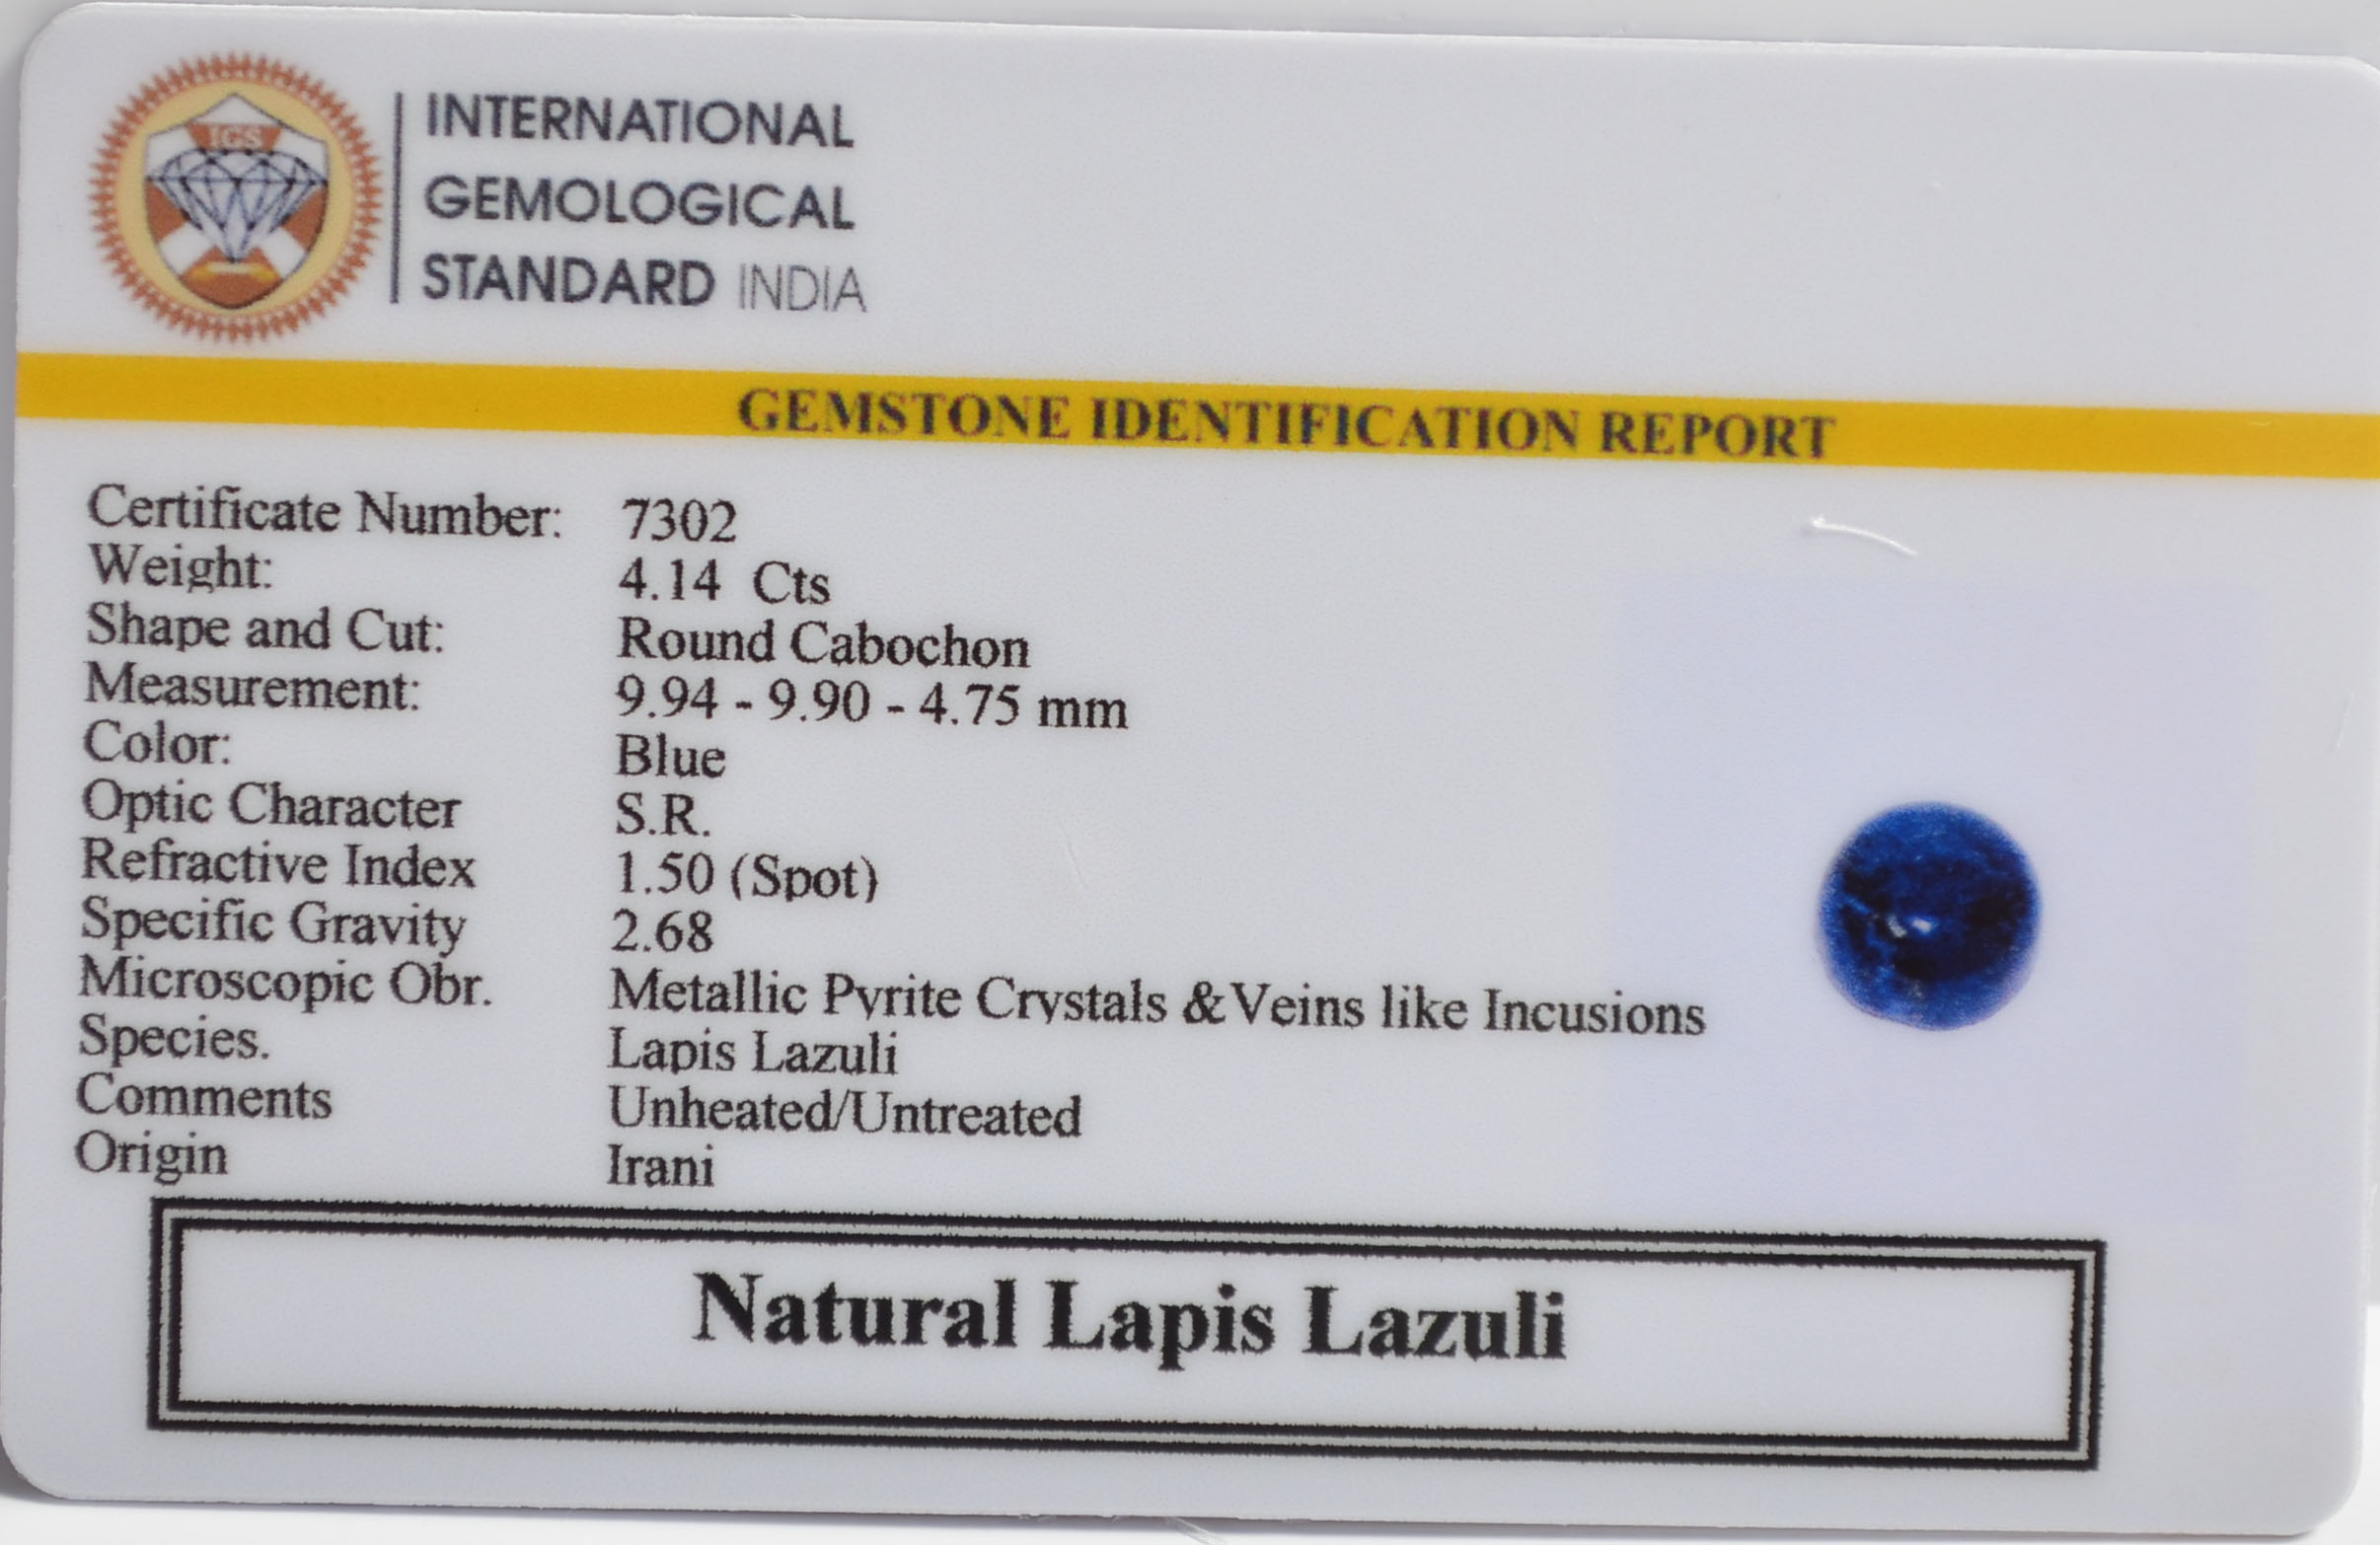 IGS
INTERNATIONAL
GEMOLOGICAL
STANDARD INDIA
GEMSTONE IDENTIFICATION REPORT
Certificate Number: 7302
Weight: 4.14 Cts
Shape and Cut: Round Cabochon
Measurement: 9.94 - 9.90 - 4.75 mm
Color: Blue
Optic Character S.R.
Refractive Index 1.50 (Spot)
Specific Gravity 2.68
Microscopic Obr. Metallic Pyrite Crystals &Veins like Incusions
Species. Lapis Lazuli
Comments Unheated/Untreated
Origin Irani
Natural Lapis Lazuli